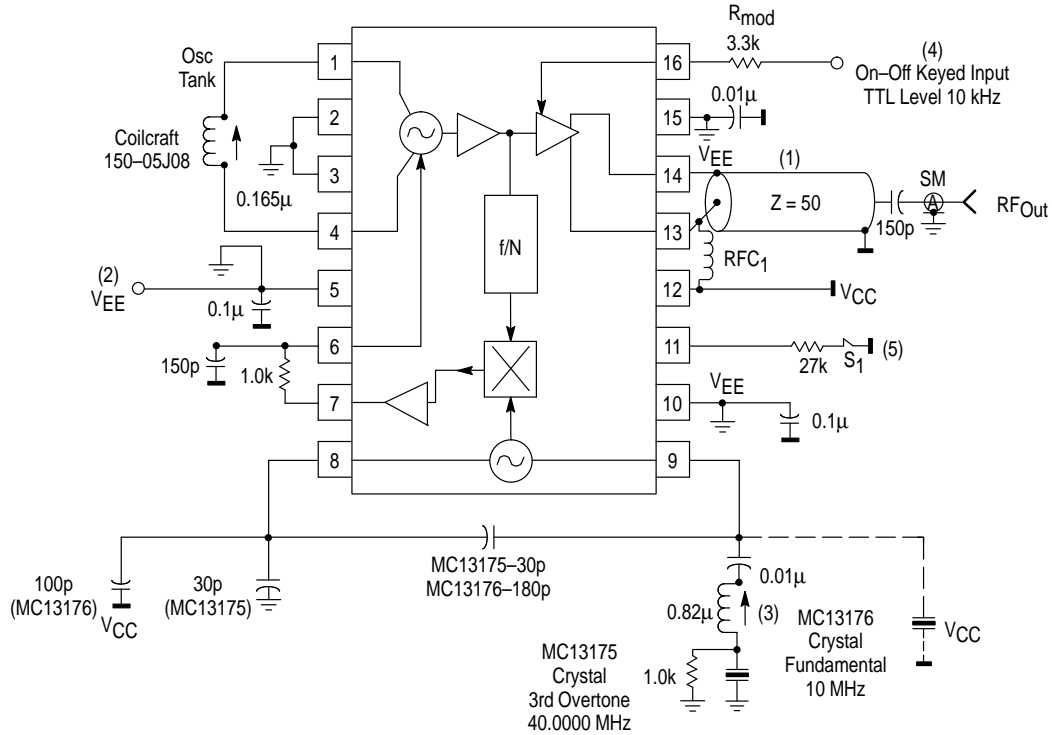 Osc
Tank
Coilcraft
150–05J08
0.165µ
(2)
VEE
0.1µ
150p
1.0k
1
2
3
4
5
6
7
8
f/N
16
15
14
13
12
11
10
9
Rmod
3.3k
(4)
On–Off Keyed Input
TTL Level 10 kHz
0.01µ
VEE
(1)
Z = 50
SM
A
150p
RFOut
RFC1
VCC
27k
S1
(5)
VEE
0.1µ
100p
(MC13176)
VCC
30p
(MC13175)
MC13175–30p
MC13176–180p
0.01µ
0.82µ
(3)
1.0k
MC13175
Crystal
3rd Overtone
40.0000 MHz
MC13176
Crystal
Fundamental
10 MHz
VCC